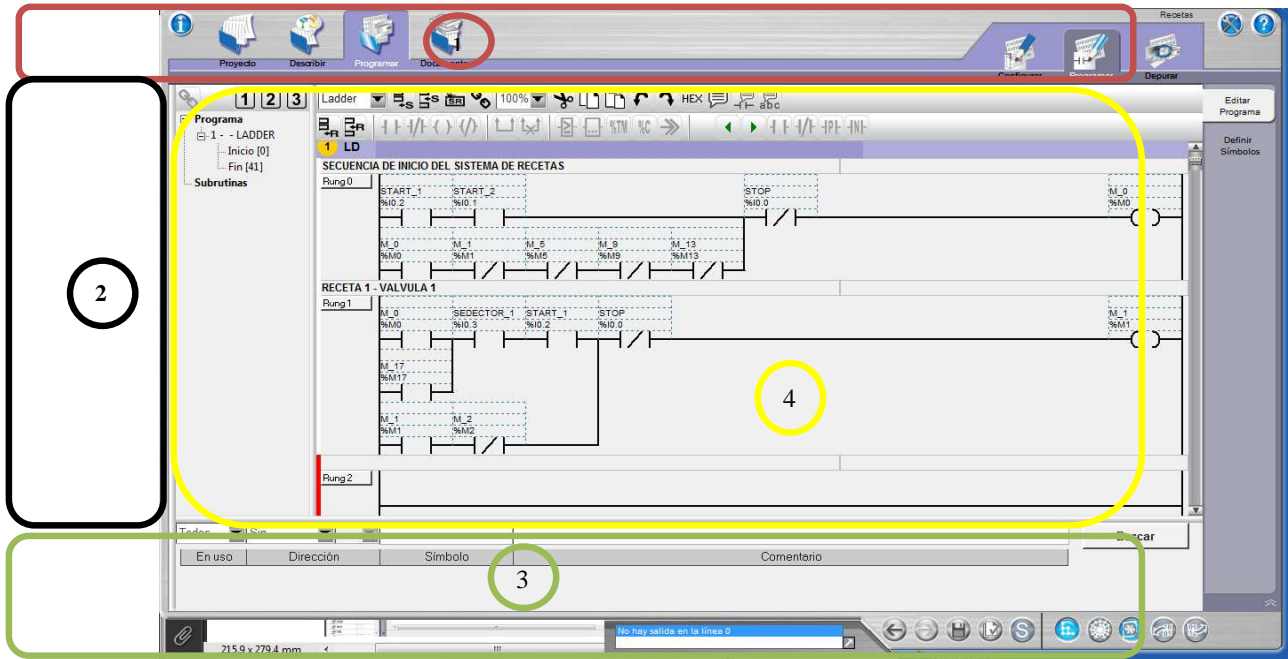 Recetas
Proyecto Describir Programar
1
Configurar Programar Depurar
1 2 3
Ladder
100%
HEX
abc
Editar
Programa
Definir
Símbolos
Programa
1 - - LADDER
Inicio [0]
Fin [41]
Subrutinas
%TM %C
1 LD
SECUENCIA DE INICIO DEL SISTEMA DE RECETAS
Rung 0
START_1 START_2 STOP M_0
%I0.2 %I0.1 %I0.0 %M0
M_0 M_1 M_5 M_9 M_13
%M0 %M1 %M5 %M9 %M13
RECETA 1 - VALVULA 1
Rung 1
M_0 SEDECTOR_1 START_1 STOP M_1
%M0 %I0.3 %I0.2 %I0.0 %M1
M_17
%M17
M_1 M_2
%M1 %M2
Rung 2
2
4
3
En uso Dirección Símbolo Comentario
No hay salida en la línea 0
215,9 x 279,4 mm